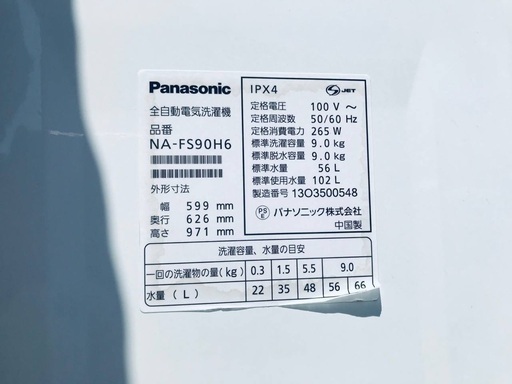 Panasonic
全自動電気洗濯機
品番
NA-FS90H6
外形寸法
幅 599 mm
奥行 626 mm
高さ 971 mm
IPX4
S JET
定格電圧 100 V ～
定格周波数 50/60 Hz
定格消費電力 265 W
標準洗濯容量 9.0 kg
標準脱水容量 9.0 kg
標準水量 56 L
標準使用水量 102 L
製造番号 13O3500548
PS E パナソニック株式会社
中国製
洗濯容量、水量の目安
一回の洗濯物の量(kg) 0.3 1.5 5.5 9.0
水量 (L) 22 35 48 56 66